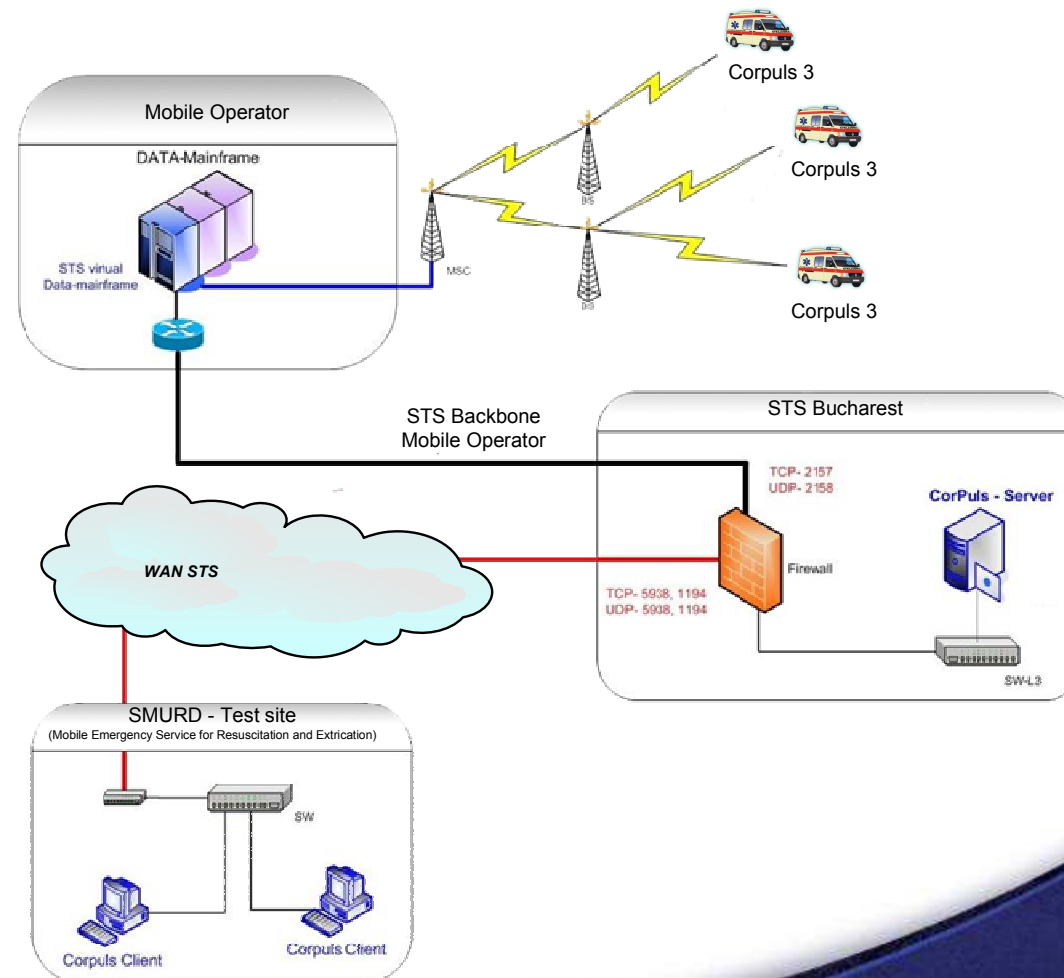 Corpuls 3
Mobile Operator
DATA-Mainframe
Corpuls 3
BS
STS virtual
Data-mainframe
MSC
BS
Corpuls 3
STS Backbone
Mobile Operator
STS Bucharest
TCP- 2157
UDP- 2158
CorPuls - Server
WAN STS
Firewall
TCP- 5938, 1194
UDP- 5938, 1194
SW-L3
SMURD - Test site
(Mobile Emergency Service for Resuscitation and Extrication)
SW
Corpuls Client
Corpuls Client